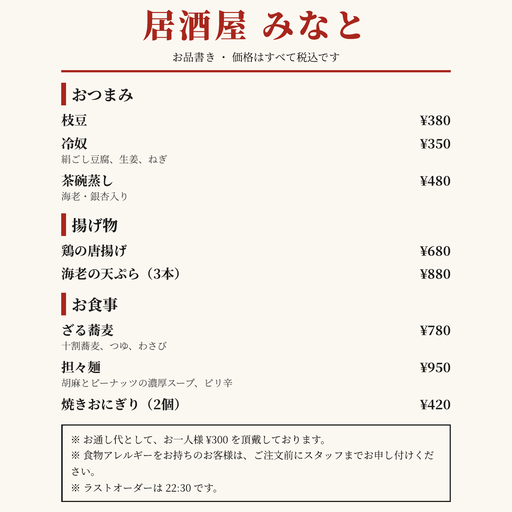 居酒屋 みなと
お品書き ・ 価格はすべて税込です
おつまみ
枝豆 ¥380
冷奴 ¥350
絹ごし豆腐、生姜、ねぎ
茶碗蒸し ¥480
海老・銀杏入り
揚げ物
鶏の唐揚げ ¥680
海老の天ぷら（3本） ¥880
お食事
ざる蕎麦 ¥780
十割蕎麦、つゆ、わさび
担々麺 ¥950
胡麻とピーナッツの濃厚スープ、ピリ辛
焼きおにぎり（2個） ¥420
※ お通し代として、お一人様 ¥300 を頂戴しております。
※ 食物アレルギーをお持ちのお客様は、ご注文前にスタッフまでお申し付けくだ
さい。
※ ラストオーダーは 22:30 です。